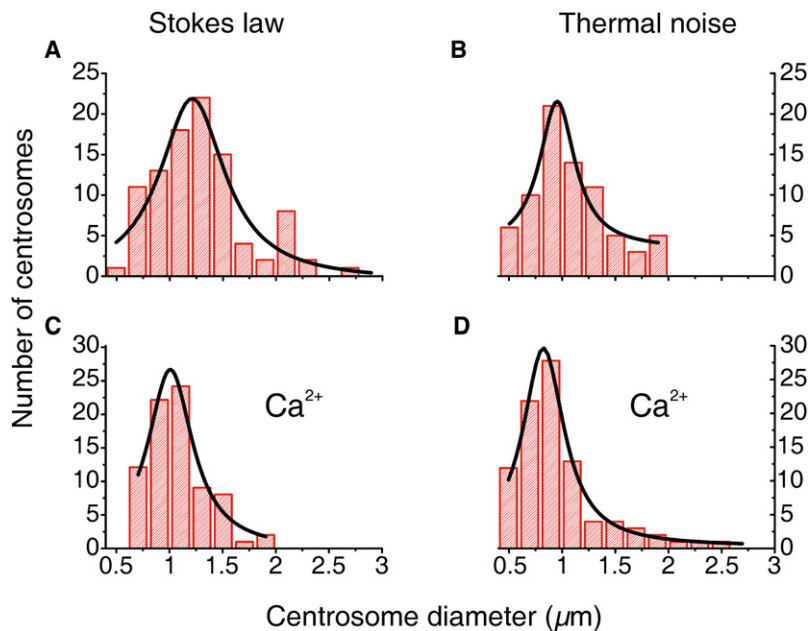 Stokes law Thermal noise
A B
25 25
20 20
15 15
10 10
5 5
0 0
C D
30 30
25 25
20 20
15 15
10 10
5 5
0 0
Ca²⁺ Ca²⁺
0.5 1 1.5 2 2.5 3 0.5 1 1.5 2 2.5 3
Number of centrosomes
Centrosome diameter (µm)